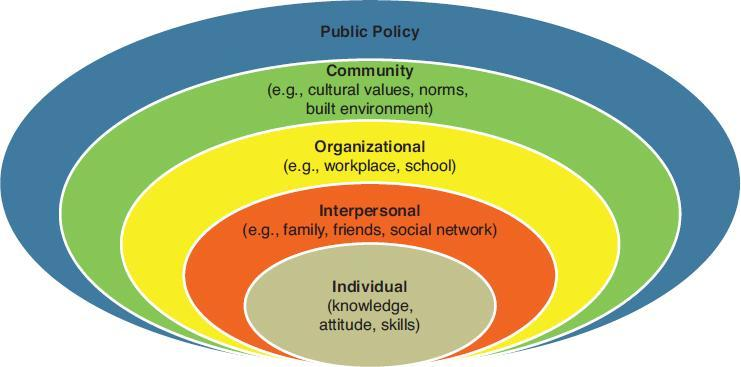 Public Policy
Community
(e.g., cultural values, norms,
built environment)
Organizational
(e.g., workplace, school)
Interpersonal
(e.g., family, friends, social network)
Individual
(knowledge,
attitude, skills)